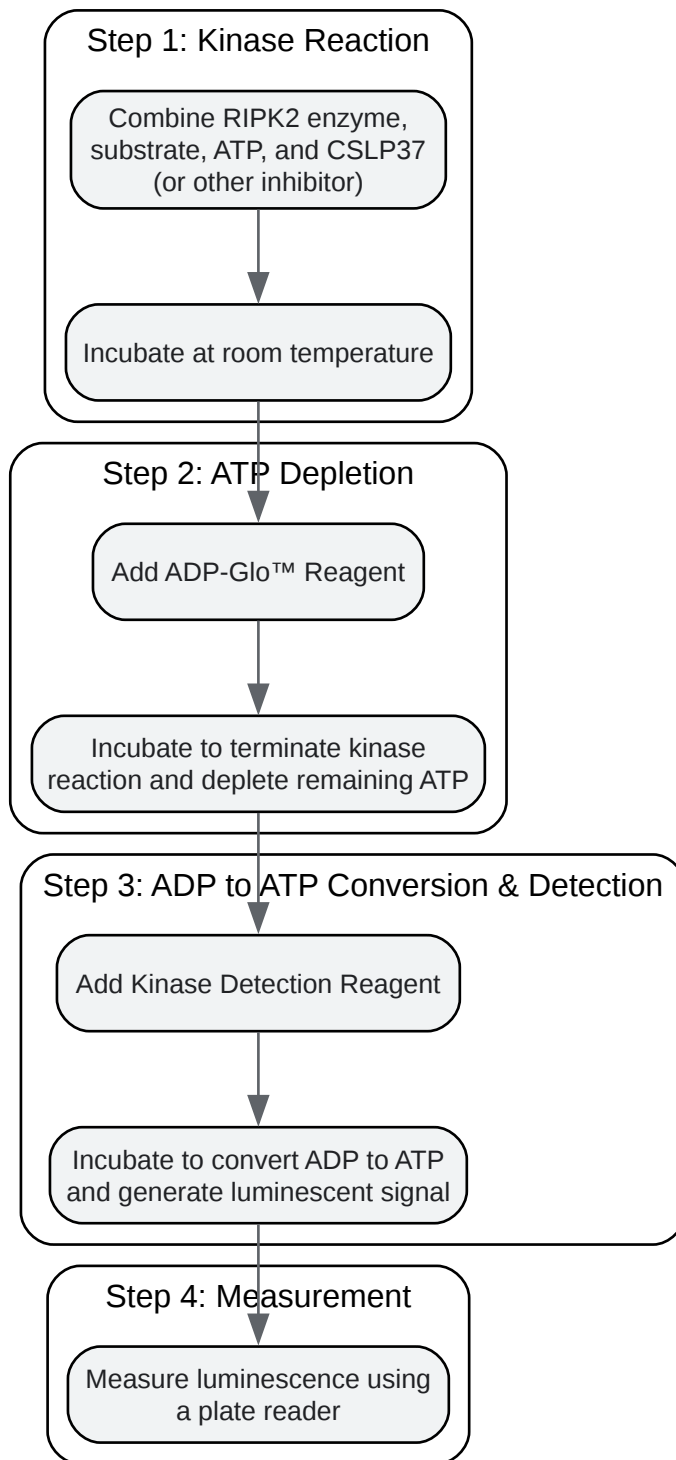 Step 1: Kinase Reaction
Combine RIPK2 enzyme,
substrate, ATP, and CSLP37
(or other inhibitor)
Incubate at room temperature
Step 2: ATP Depletion
Add ADP-Glo™ Reagent
Incubate to terminate kinase
reaction and deplete remaining ATP
Step 3: ADP to ATP Conversion & Detection
Add Kinase Detection Reagent
Incubate to convert ADP to ATP
and generate luminescent signal
Step 4: Measurement
Measure luminescence using
a plate reader